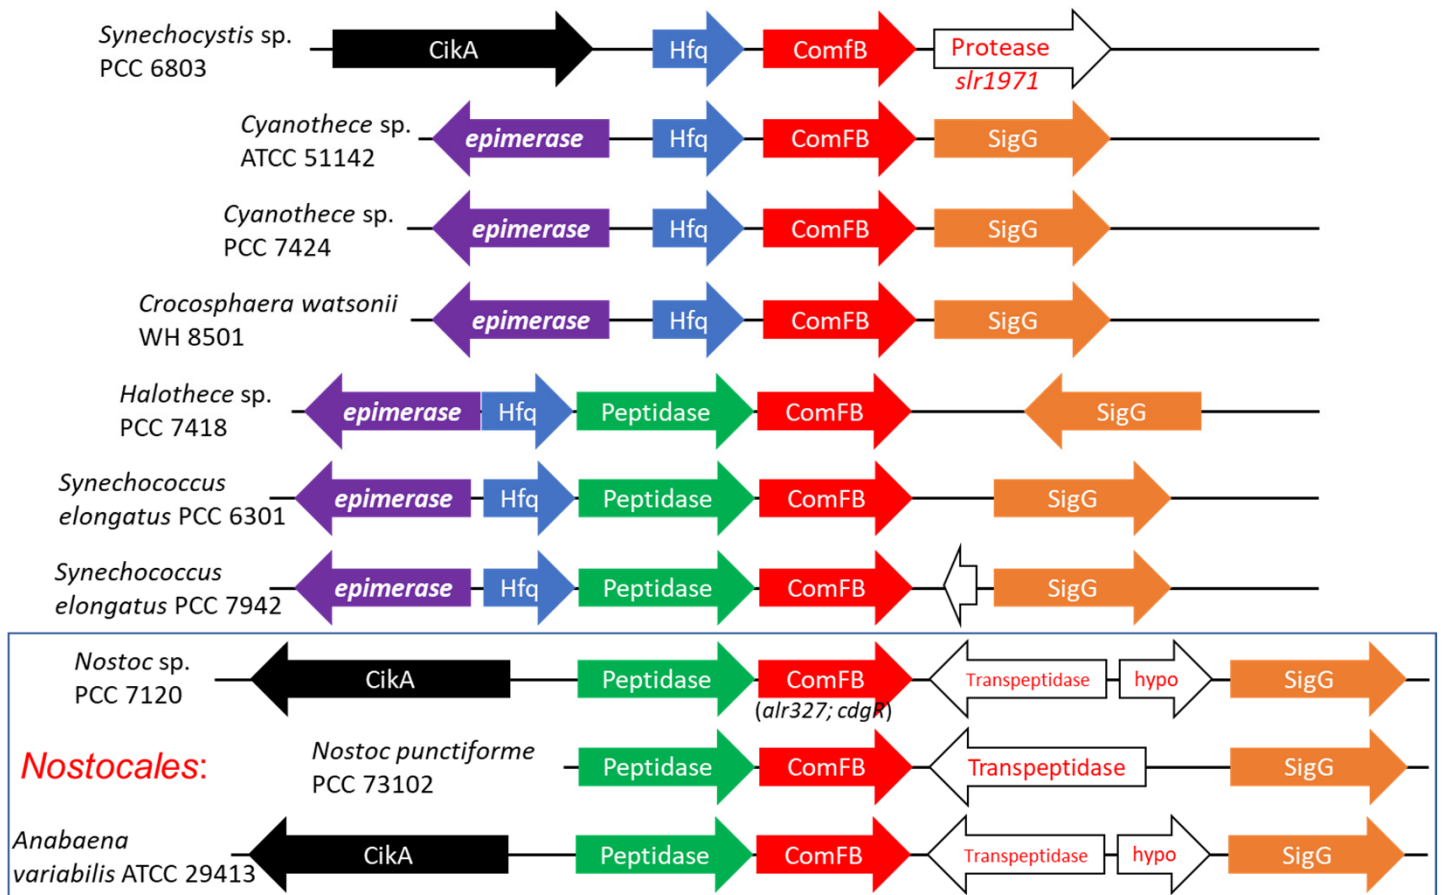 Synechocystis sp.
PCC 6803
CikA
Hfq
ComfB
Protease
slr1971
Cyanothece sp.
ATCC 51142
epimerase
Hfq
ComFB
SigG
Cyanothece sp.
PCC 7424
epimerase
Hfq
ComFB
SigG
Crocosphaera watsonii
WH 8501
epimerase
Hfq
ComFB
SigG
Halothece sp.
PCC 7418
epimerase
Hfq
Peptidase
ComFB
SigG
Synechococcus
elongatus PCC 6301
epimerase
Hfq
Peptidase
ComFB
SigG
Synechococcus
elongatus PCC 7942
epimerase
Hfq
Peptidase
ComFB
SigG
Nostoc sp.
PCC 7120
CikA
Peptidase
ComFB
(alr327; cdgR)
Transpeptidase
hypo
SigG
Nostocales:
Nostoc punctiforme
PCC 73102
Peptidase
ComFB
Transpeptidase
SigG
Anabaena
variabilis ATCC 29413
CikA
Peptidase
ComFB
Transpeptidase
hypo
SigG